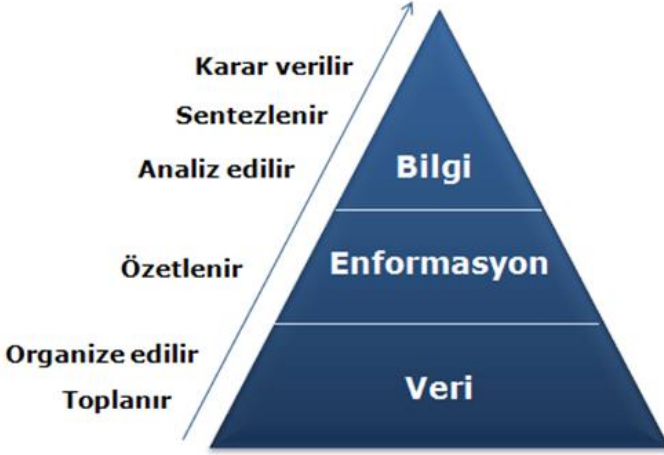 Karar verilir
Sentezlenir
Analiz edilir
Bilgi
Özetlenir
Enformasyon
Organize edilir
Toplanır
Veri